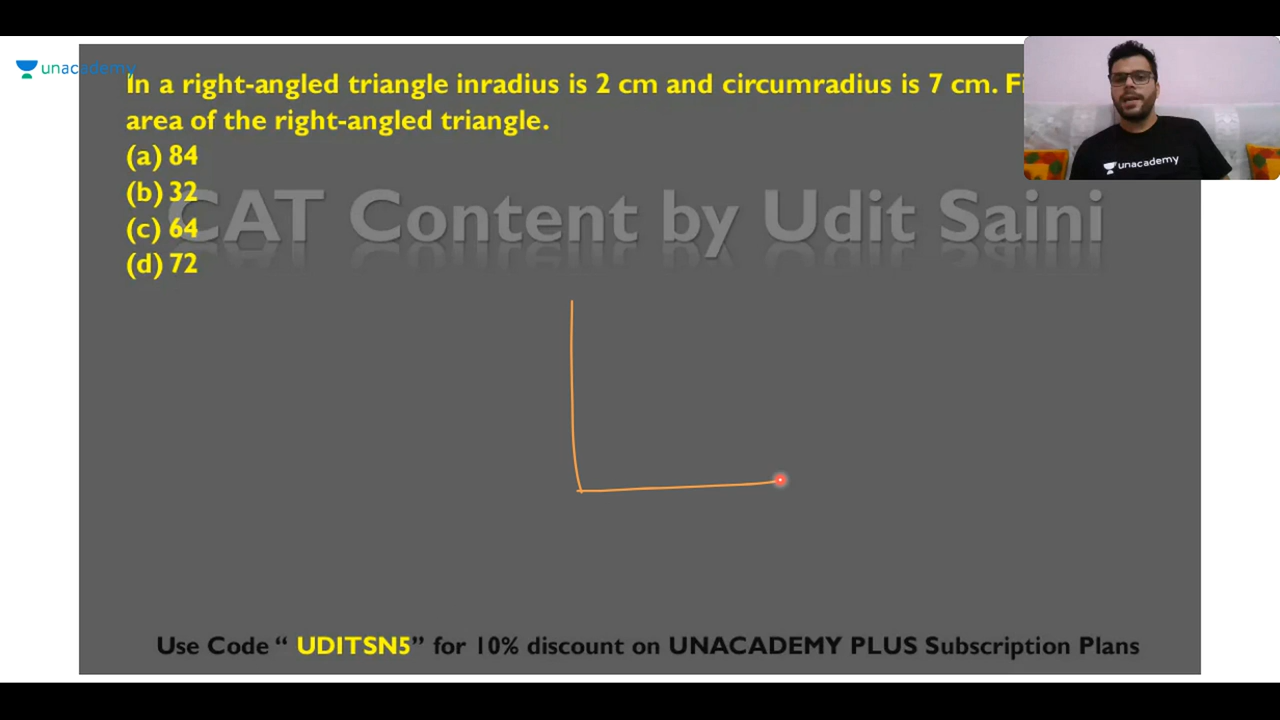 unacademy
In a right-angled triangle inradius is 2 cm and circumradius is 7 cm.
area of the right-angled triangle.
(a) 84
(b) 32
(c) 64
(d) 72
CAT Content by Udit Saini
unacademy
Use Code “ UDITSN5” for 10% discount on UNACADEMY PLUS Subscription Plans